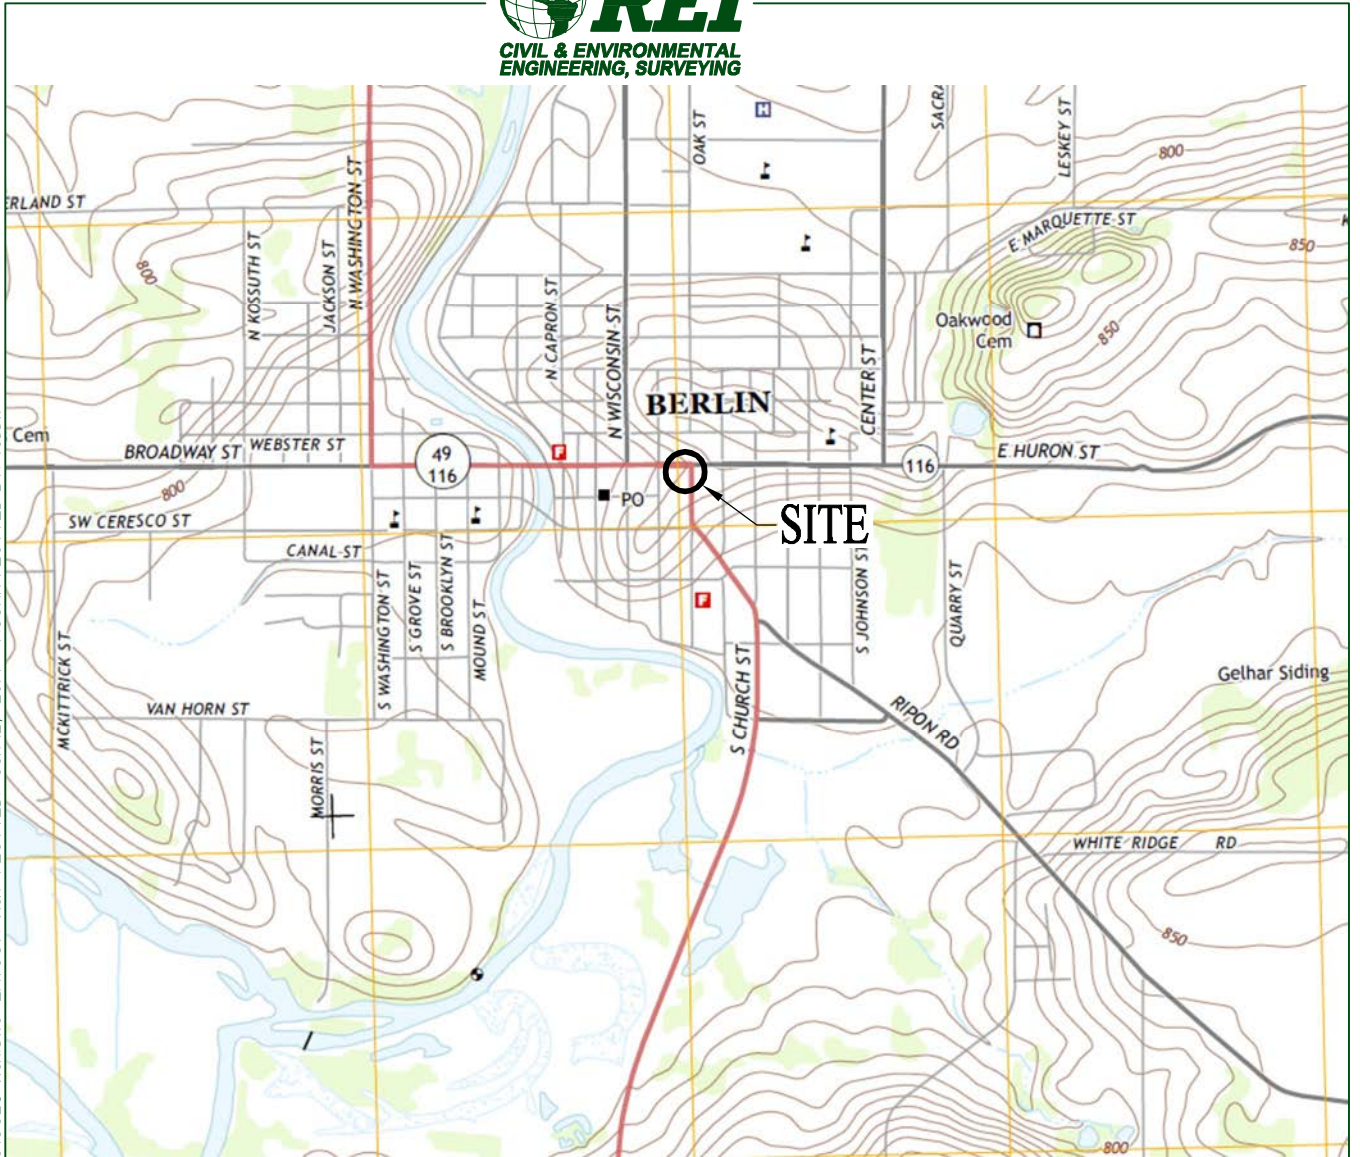 REI
CIVIL & ENVIRONMENTAL
ENGINEERING, SURVEYING
OAK ST
LESKEY ST
800
ERLAND ST
N WASHINGTON ST
N KOSSUTH ST
JACKSON ST
800
E MARQUETTE ST
850
N CAPRON ST
N WISCONSIN ST
Oakwood
Cem
850
CENTER ST
BERLIN
Cem
BROADWAY ST
WEBSTER ST
49
116
F
116
E HURON ST
800
PO
SITE
SW CERESCO ST
CANAL ST
S WASHINGTON ST
S GROVE ST
S BROOKLYN ST
MOUND ST
F
S JOHNSON ST
QUARRY ST
MCKITTRICK ST
S CHURCH ST
Gelhar Siding
VAN HORN ST
RIPON RD
MORRIS ST
WHITE RIDGE RD
850
800
H